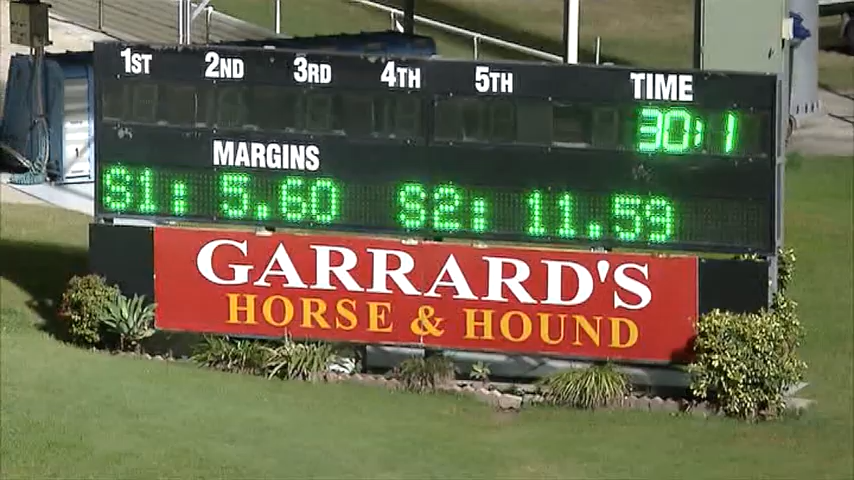 1ST 2ND 3RD 4TH 5TH TIME
30:1
MARGINS
S1: 5.60 S2: 11.59
GARRARD'S
HORSE & HOUND